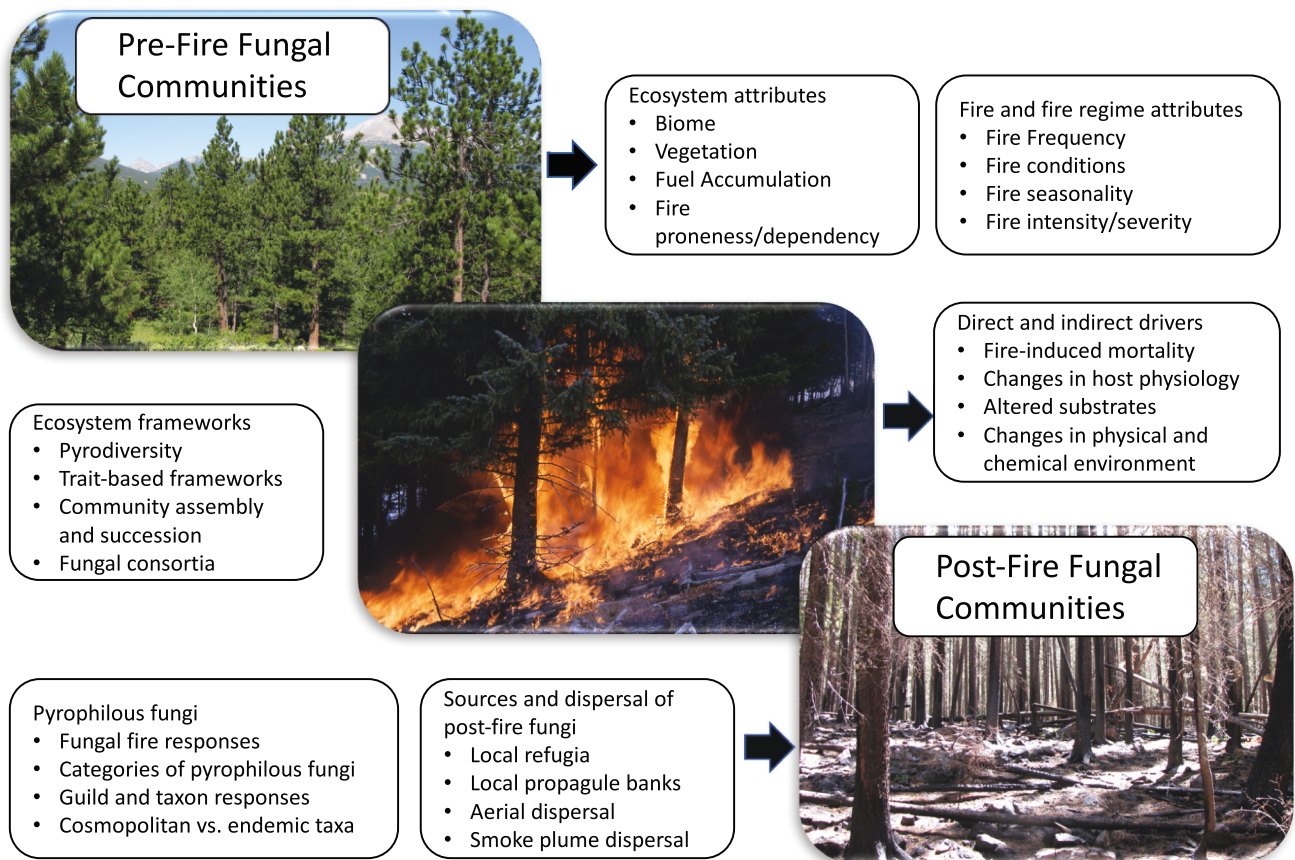 Pre-Fire Fungal
Communities
Ecosystem attributes
• Biome
• Vegetation
• Fuel Accumulation
• Fire
proneness/dependency
Fire and fire regime attributes
• Fire Frequency
• Fire conditions
• Fire seasonality
• Fire intensity/severity
Direct and indirect drivers
• Fire-induced mortality
• Changes in host physiology
• Altered substrates
• Changes in physical and
chemical environment
Ecosystem frameworks
• Pyrodiversity
• Trait-based frameworks
• Community assembly
and succession
• Fungal consortia
Post-Fire Fungal
Communities
Pyrophilous fungi
• Fungal fire responses
• Categories of pyrophilous fungi
• Guild and taxon responses
• Cosmopolitan vs. endemic taxa
Sources and dispersal of
post-fire fungi
• Local refugia
• Local propagule banks
• Aerial dispersal
• Smoke plume dispersal